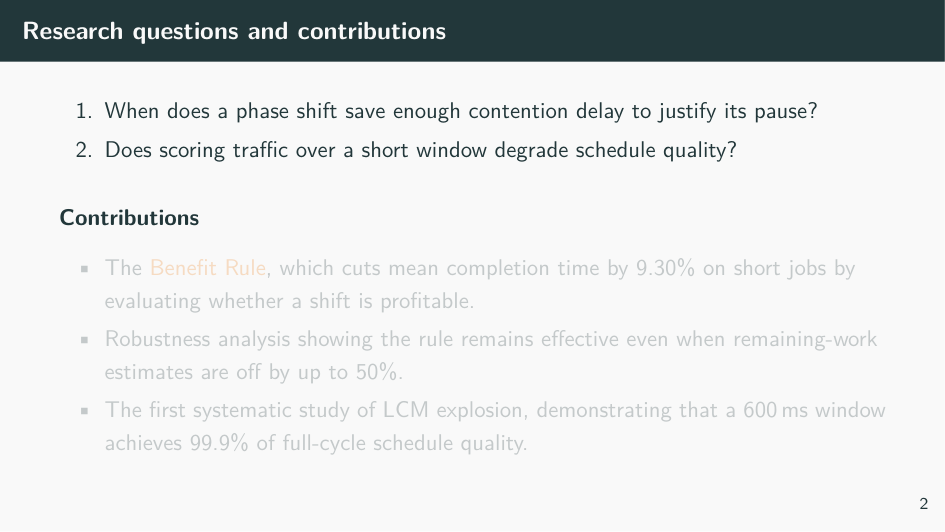 Research questions and contributions
1. When does a phase shift save enough contention delay to justify its pause?
2. Does scoring traffic over a short window degrade schedule quality?
Contributions
▪ The Benefit Rule, which cuts mean completion time by 9.30% on short jobs by
evaluating whether a shift is profitable.
▪ Robustness analysis showing the rule remains effective even when remaining-work
estimates are off by up to 50%.
▪ The first systematic study of LCM explosion, demonstrating that a 600 ms window
achieves 99.9% of full-cycle schedule quality.
2